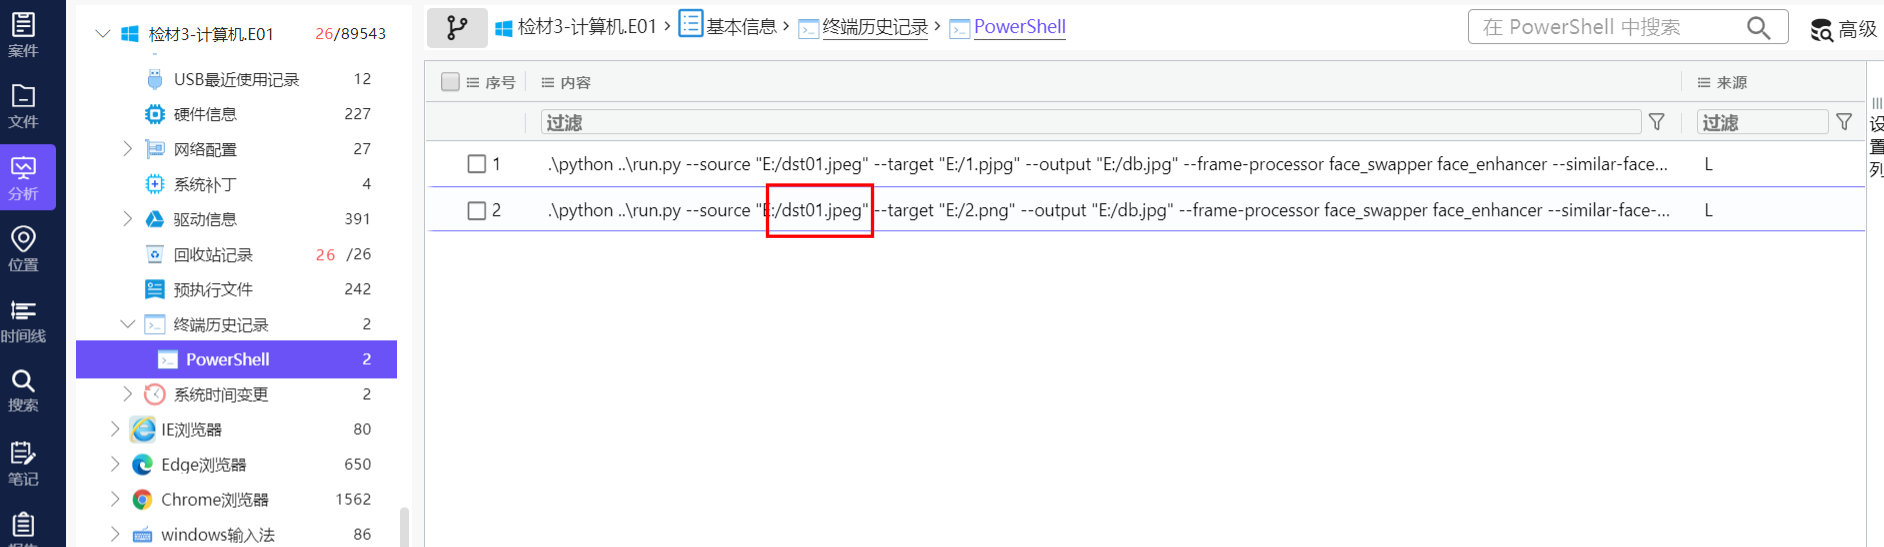 案件
文件
分析
位置
时间线
搜索
笔记
检材3-计算机.E01 26/89543
USB最近使用记录 12
硬件信息 227
网络配置 27
系统补丁 4
驱动信息 391
回收站记录 26 /26
预执行文件 242
终端历史记录 2
PowerShell 2
系统时间变更 2
IE浏览器 80
Edge浏览器 650
Chrome浏览器 1562
windows输入法 86
检材3-计算机.E01 › 基本信息 › 终端历史记录 › PowerShell
在 PowerShell 中搜索
高级
序号 内容 来源
过滤 过滤
1 .\python ..\run.py --source "E:/dst01.jpeg" --target "E:/1.pjpg" --output "E:/db.jpg" --frame-processor face_swapper face_enhancer --similar-face... L
2 .\python ..\run.py --source "E:/dst01.jpeg" --target "E:/2.png" --output "E:/db.jpg" --frame-processor face_swapper face_enhancer --similar-face-... L
设
置
列